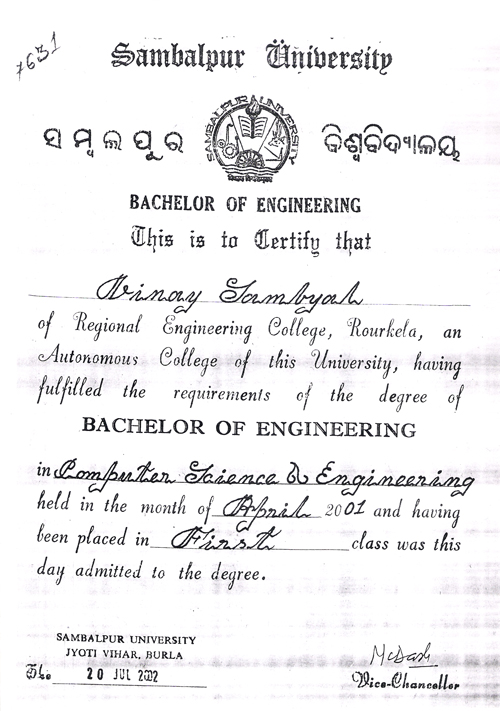 7631
Sambalpur University
ସମ୍ବଲପୁର ବିଶ୍ୱବିଦ୍ୟାଳୟ
SAMBALPUR UNIVERSITY
BACHELOR OF ENGINEERING
This is to Certify that
Vinay Sambyal
of Regional Engineering College, Rourkela, an
Autonomous College of this University, having
fulfilled the requirements of the degree of
BACHELOR OF ENGINEERING
in Computer Science & Engineering
held in the month of April 2001 and having
been placed in First class was this
day admitted to the degree.
SAMBALPUR UNIVERSITY
JYOTI VIHAR, BURLA
The 20 JUL 2002
Vice-Chancellor